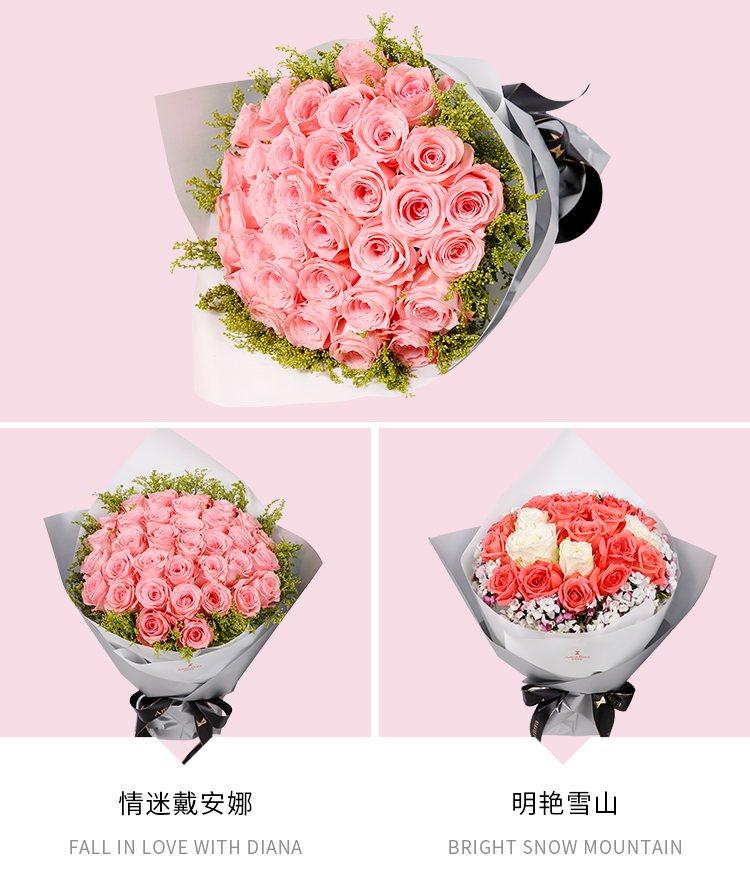 情迷戴安娜
明艳雪山
FALL IN LOVE WITH DIANA
BRIGHT SNOW MOUNTAIN